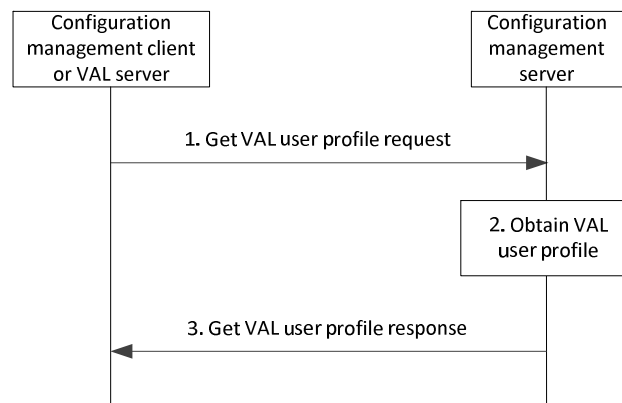 Configuration
management client
or VAL server
Configuration
management
server
1. Get VAL user profile request
2. Obtain VAL
user profile
3. Get VAL user profile response